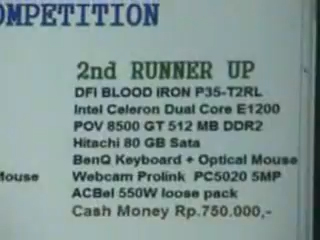 OMPETITION
2nd RUNNER UP
DFI BLOOD IRON P35-T2RL
Intel Celeron Dual Core E1200
POV 8500 GT 512 MB DDR2
Hitachi 80 GB Sata
BenQ Keyboard + Optical Mouse
Mouse Webcam Prolink PC5020 5MP
ACBel 550W loose pack
Cash Money Rp.750.000,-